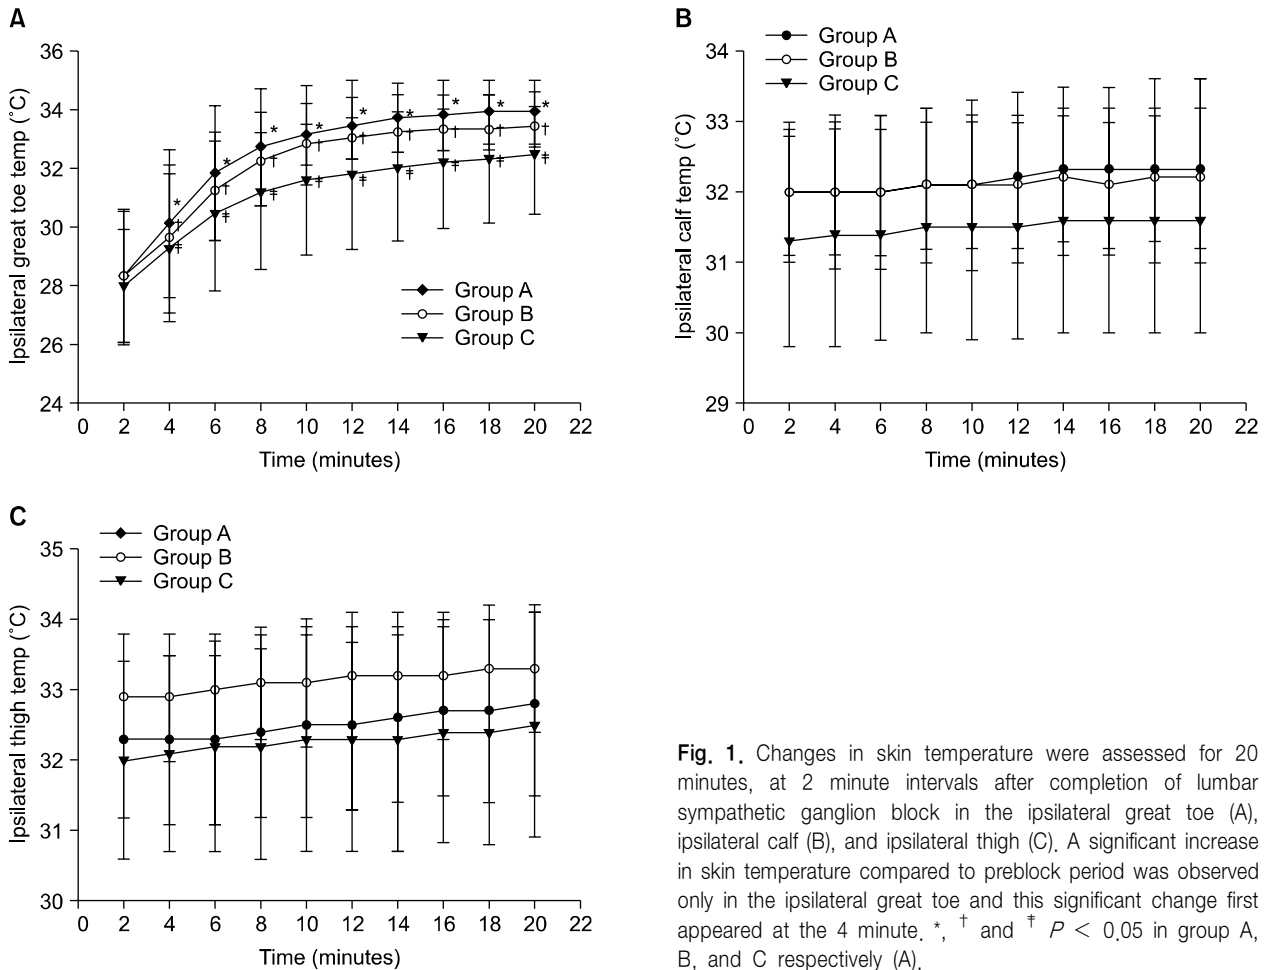 A
36
34
32
30
28
26
24
Ipsilateral great toe temp (˚C)
* * * * * * * * *
† † † † † † † † †
‡ ‡ ‡ ‡ ‡ ‡ ‡ ‡ ‡
Group A
Group B
Group C
0 2 4 6 8 10 12 14 16 18 20 22
Time (minutes)
B
Group A
Group B
Group C
34
33
32
31
30
29
Ipsilateral calf temp (˚C)
0 2 4 6 8 10 12 14 16 18 20 22
Time (minutes)
C
Group A
Group B
Group C
35
34
33
32
31
30
Ipsilateral thigh temp (˚C)
0 2 4 6 8 10 12 14 16 18 20 22
Time (minutes)
Fig. 1. Changes in skin temperature were assessed for 20
minutes, at 2 minute intervals after completion of lumbar
sympathetic ganglion block in the ipsilateral great toe (A),
ipsilateral calf (B), and ipsilateral thigh (C). A significant increase
in skin temperature compared to preblock period was observed
only in the ipsilateral great toe and this significant change first
appeared at the 4 minute. *, † and ‡ P < 0.05 in group A,
B, and C respectively (A).